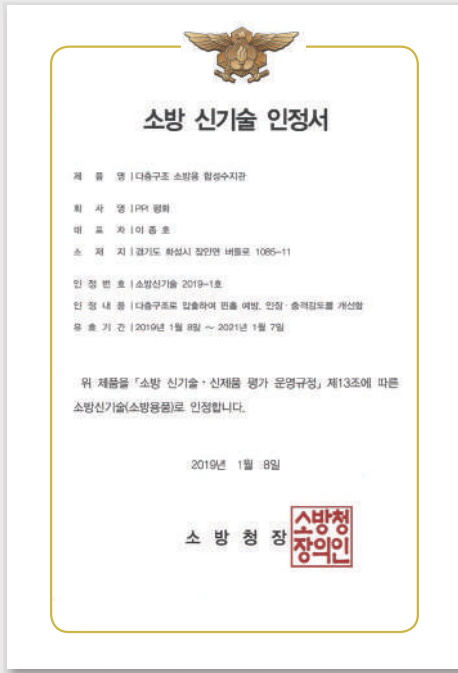 소방 신기술 인정서
제 품 명 | 다층구조 소방용 합성수지관
회 사 명 | PPI 평화
대 표 자 | 이 종 호
소 재 지 | 경기도 화성시 장안면 버들로 1085-11
인 정 번 호 | 소방신기술 2019-1호
인 정 내 용 | 다층구조로 압출하여 핀홀 예방, 인장·충격강도를 개선함
유 효 기 간 | 2019년 1월 8일 ~ 2021년 1월 7일
위 제품을 「소방 신기술·신제품 평가 운영규정」 제13조에 따른
소방신기술(소방용품)로 인정합니다.
2019년 1월 8일
소 방 청 장
소방청
장의인